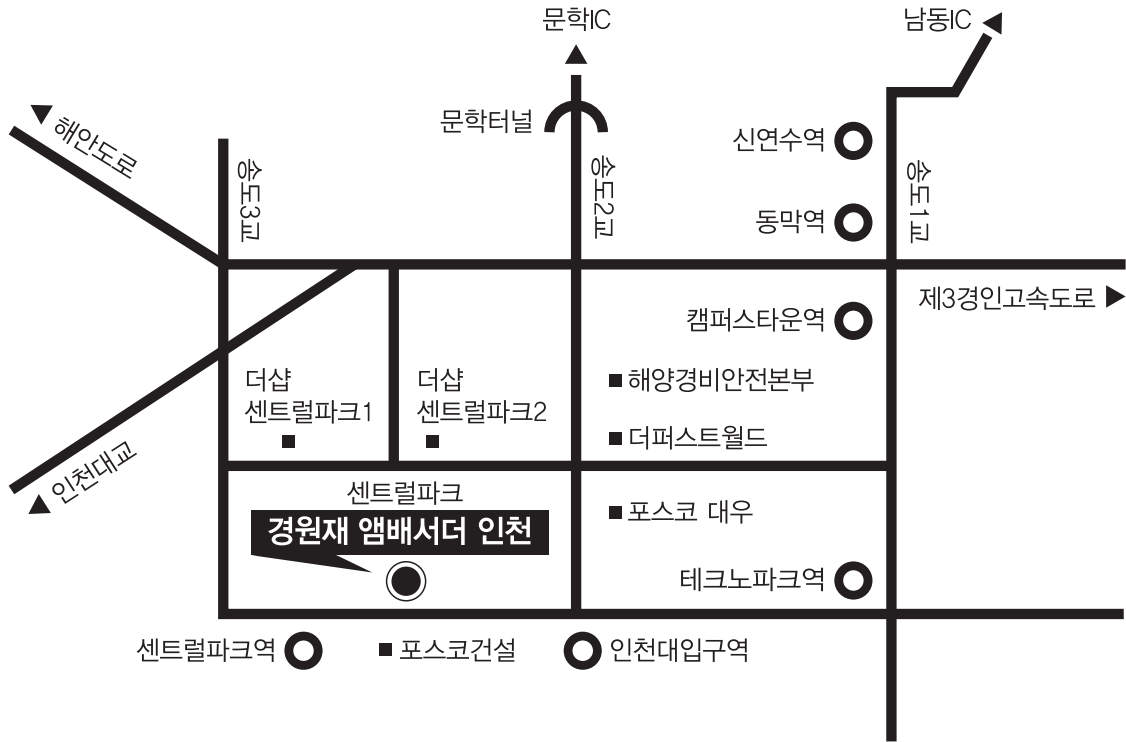 문학IC
남동IC
문학터널
해안도로
신연수역
송도3교
송도2교
송도1교
동막역
제3경인고속도로
캠퍼스타운역
더샵
센트럴파크1
더샵
센트럴파크2
해양경비안전본부
더퍼스트월드
인천대교
센트럴파크
경원재 앰배서더 인천
포스코 대우
테크노파크역
센트럴파크역
포스코건설
인천대입구역